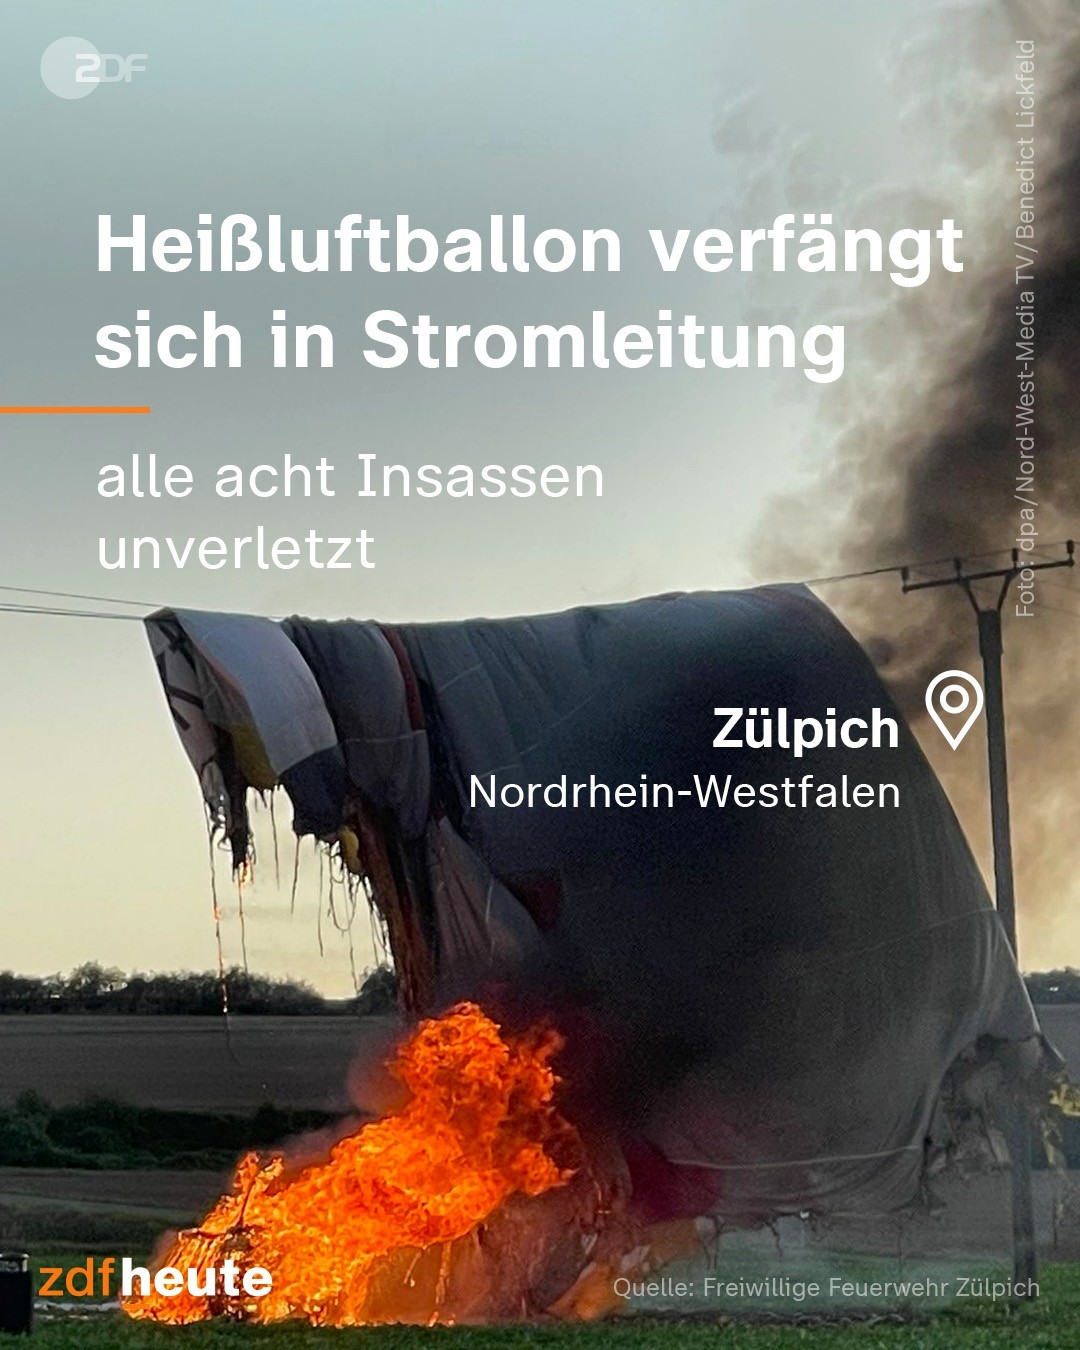 ZDF
Heißluftballon verfängt
sich in Stromleitung
alle acht Insassen
unverletzt
Zülpich
Nordrhein-Westfalen
Foto: dpa/Nord-West-Media TV/Benedict Lickfeld
zdfheute
Quelle: Freiwillige Feuerwehr Zülpich